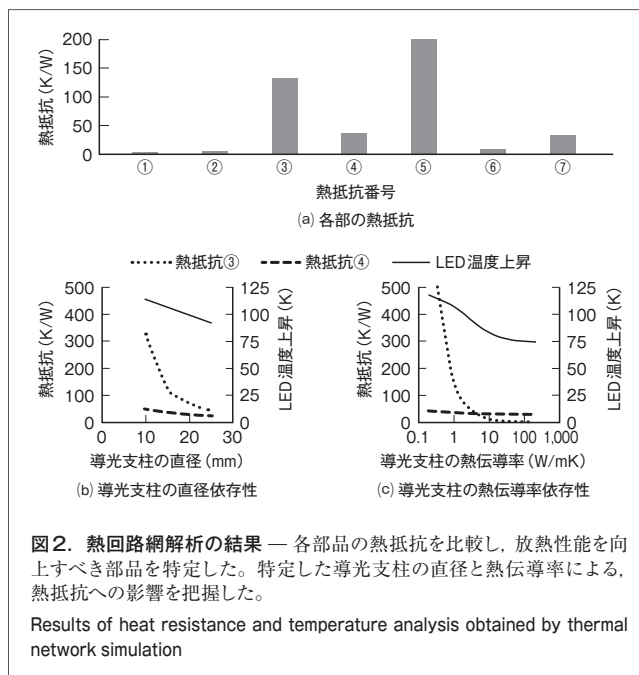 200
150
100
50
0
熱抵抗 (K/W)
① ② ③ ④ ⑤ ⑥ ⑦
熱抵抗番号
(a) 各部の熱抵抗
熱抵抗③ 熱抵抗④ LED温度上昇
500
400
300
200
100
0
熱抵抗 (K/W)
125
100
75
50
25
0
LED温度上昇 (K)
0 10 20 30
導光支柱の直径 (mm)
(b) 導光支柱の直径依存性
500
400
300
200
100
0
熱抵抗 (K/W)
125
100
75
50
25
0
LED温度上昇 (K)
0.1 1 10 100 1,000
導光支柱の熱伝導率 (W/mK)
(c) 導光支柱の熱伝導率依存性
図2. 熱回路網解析の結果 — 各部品の熱抵抗を比較し, 放熱性能を向
上すべき部品を特定した。特定した導光支柱の直径と熱伝導率による,
熱抵抗への影響を把握した。
Results of heat resistance and temperature analysis obtained by thermal
network simulation